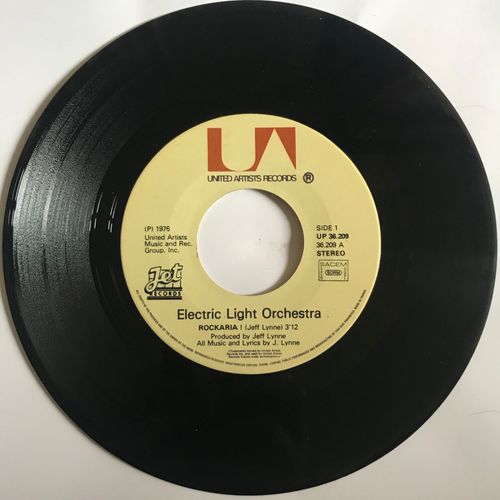 UA
UNITED ARTISTS RECORDS ®
(P) 1976
United Artists
Music and Rec.
Group. Inc.
Jet
RECORDS
SIDE 1
UP 36.209
36.209 A
STEREO
SACEM
SDRM
Electric Light Orchestra
ROCKARIA ! (Jeff Lynne) 3'12
Produced by Jeff Lynne
All Music and Lyrics by J. Lynne